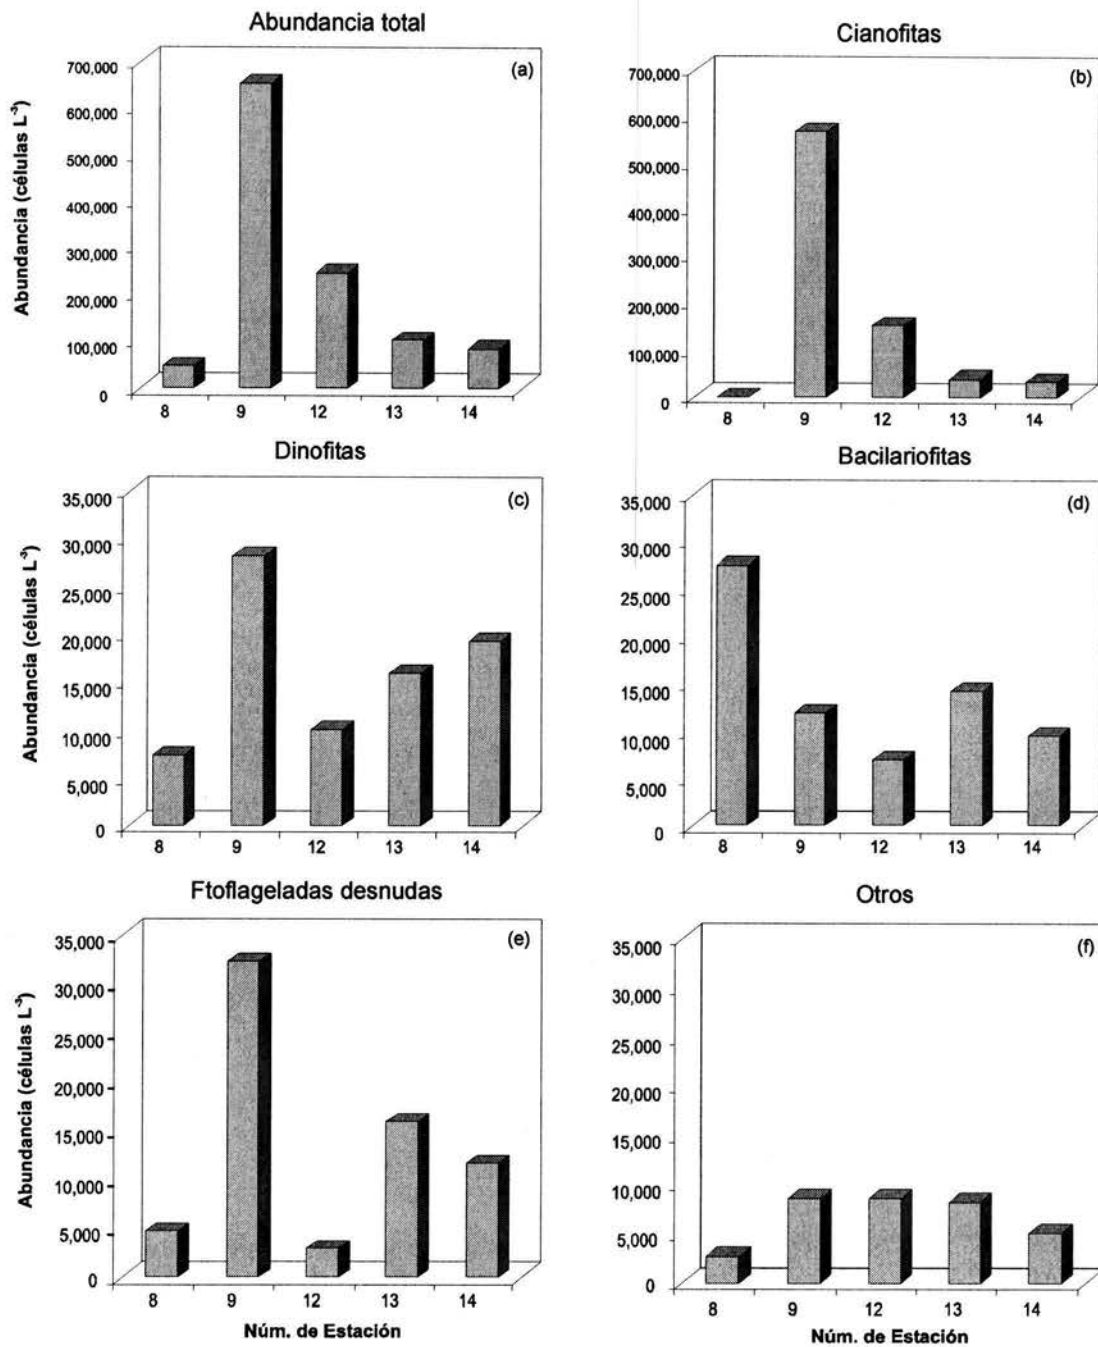 Abundancia total
(a)
Abundancia (células L⁻³)
700,000
600,000
500,000
400,000
300,000
200,000
100,000
0
8 9 12 13 14
Cianofitas
(b)
700,000
600,000
500,000
400,000
300,000
200,000
100,000
0
8 9 12 13 14
Dinofitas
(c)
Abundancia (células L⁻³)
35,000
30,000
25,000
20,000
15,000
10,000
5,000
0
8 9 12 13 14
Bacilariofitas
(d)
35,000
30,000
25,000
20,000
15,000
10,000
5,000
0
8 9 12 13 14
Ftoflageladas desnudas
(e)
Abundancia (células L⁻³)
35,000
30,000
25,000
20,000
15,000
10,000
5,000
0
8 9 12 13 14
Núm. de Estación
Otros
(f)
35,000
30,000
25,000
20,000
15,000
10,000
5,000
0
8 9 12 13 14
Núm. de Estación